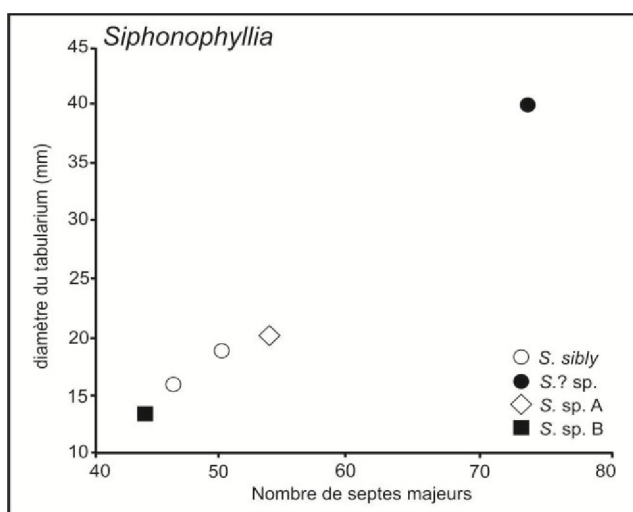 Siphonophyllia
45
40
35
30
25
20
15
10
diamètre du tabularium (mm)
40 50 60 70 80
Nombre de septes majeurs
S. sibly
S.? sp.
S. sp. A
S. sp. B